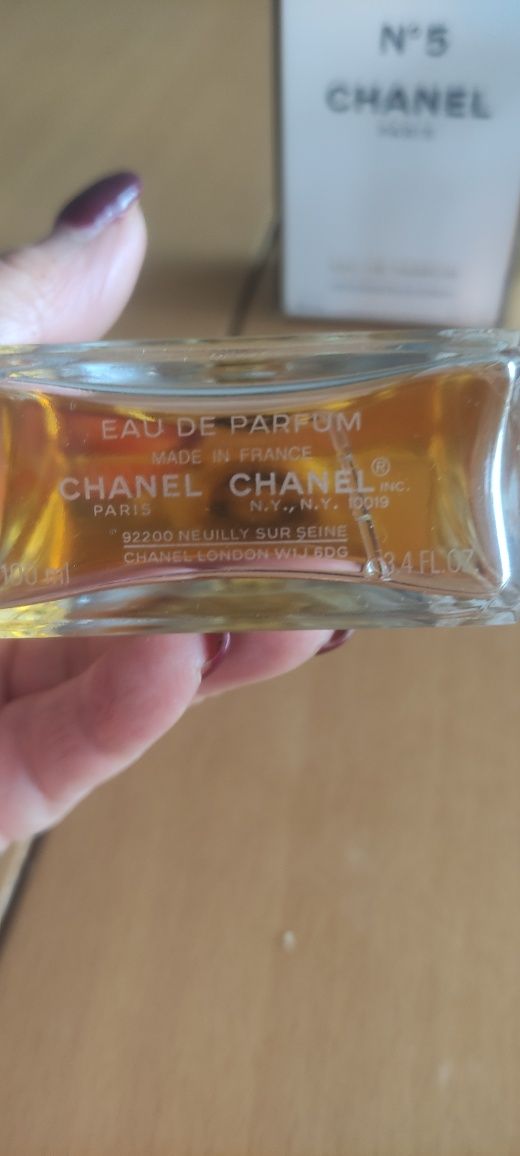 N°5
CHANEL
PARIS
EAU DE PARFUM
MADE IN FRANCE
CHANEL CHANEL® INC.
PARIS N.Y., N.Y. 10019
92200 NEUILLY SUR SEINE
CHANEL LONDON W1J 6DG
100 ml 3.4 FL.OZ.